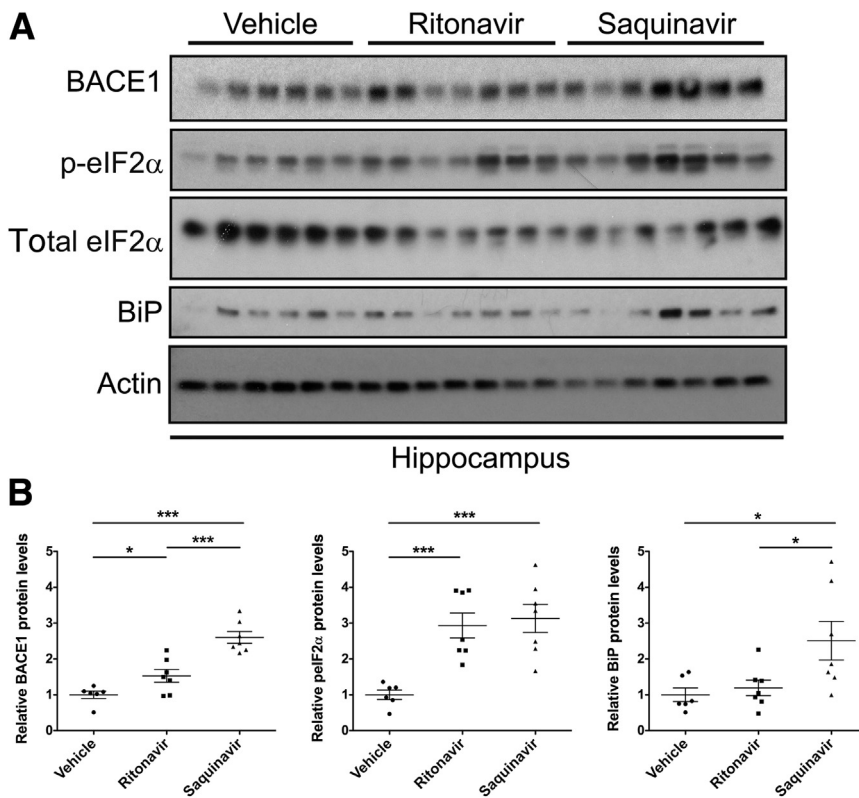 A
Vehicle Ritonavir Saquinavir
BACE1
p-eIF2α
Total eIF2α
BiP
Actin
Hippocampus
B
***
*
***
5
4
3
2
1
0
Relative BACE1 protein levels
Vehicle
Ritonavir
Saquinavir
***
***
5
4
3
2
1
0
Relative peIF2α protein levels
Vehicle
Ritonavir
Saquinavir
*
*
5
4
3
2
1
0
Relative BiP protein levels
Vehicle
Ritonavir
Saquinavir